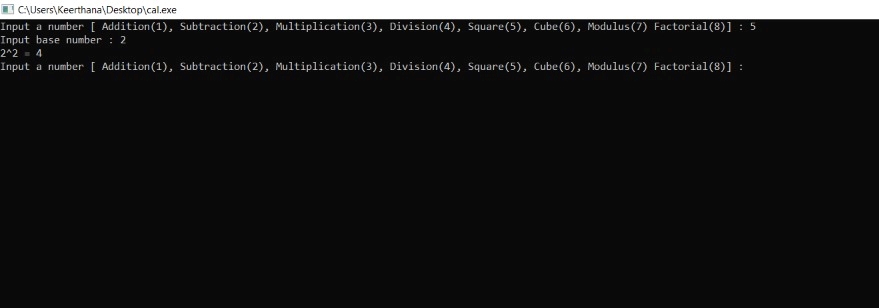 C:\Users\Keerthana\Desktop\cal.exe
Input a number [ Addition(1), Subtraction(2), Multiplication(3), Division(4), Square(5), Cube(6), Modulus(7) Factorial(8)] : 5
Input base number : 2
2^2 = 4
Input a number [ Addition(1), Subtraction(2), Multiplication(3), Division(4), Square(5), Cube(6), Modulus(7) Factorial(8)] :